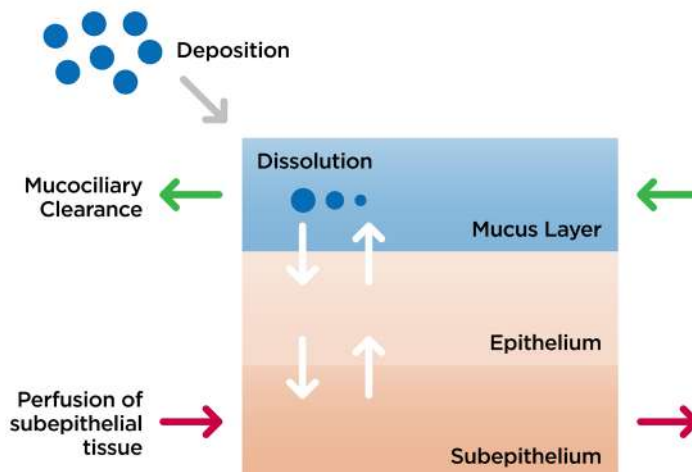 Deposition
Dissolution
Mucociliary
Clearance
Mucus Layer
Epithelium
Perfusion of
subepithelial
tissue
Subepithelium